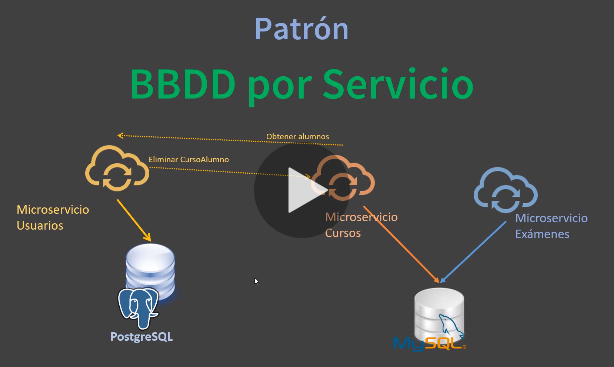 Patrón
BBDD por Servicio
Obtener alumnos
Eliminar CursoAlumno
Microservicio
Usuarios
Microservicio
Cursos
Microservicio
Exámenes
PostgreSQL
MySQL